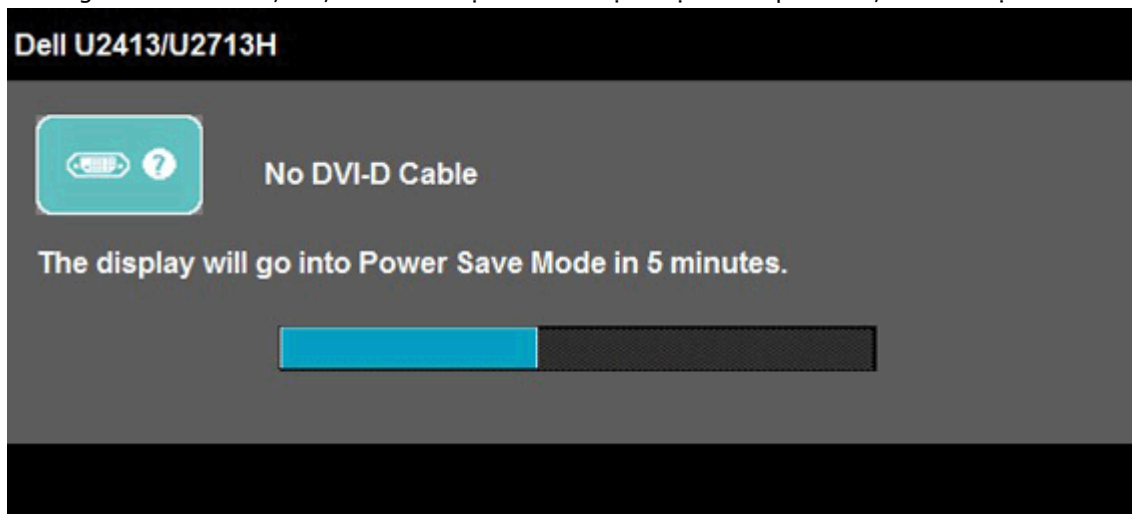 Dell U2413/U2713H
?
No DVI-D Cable
The display will go into Power Save Mode in 5 minutes.